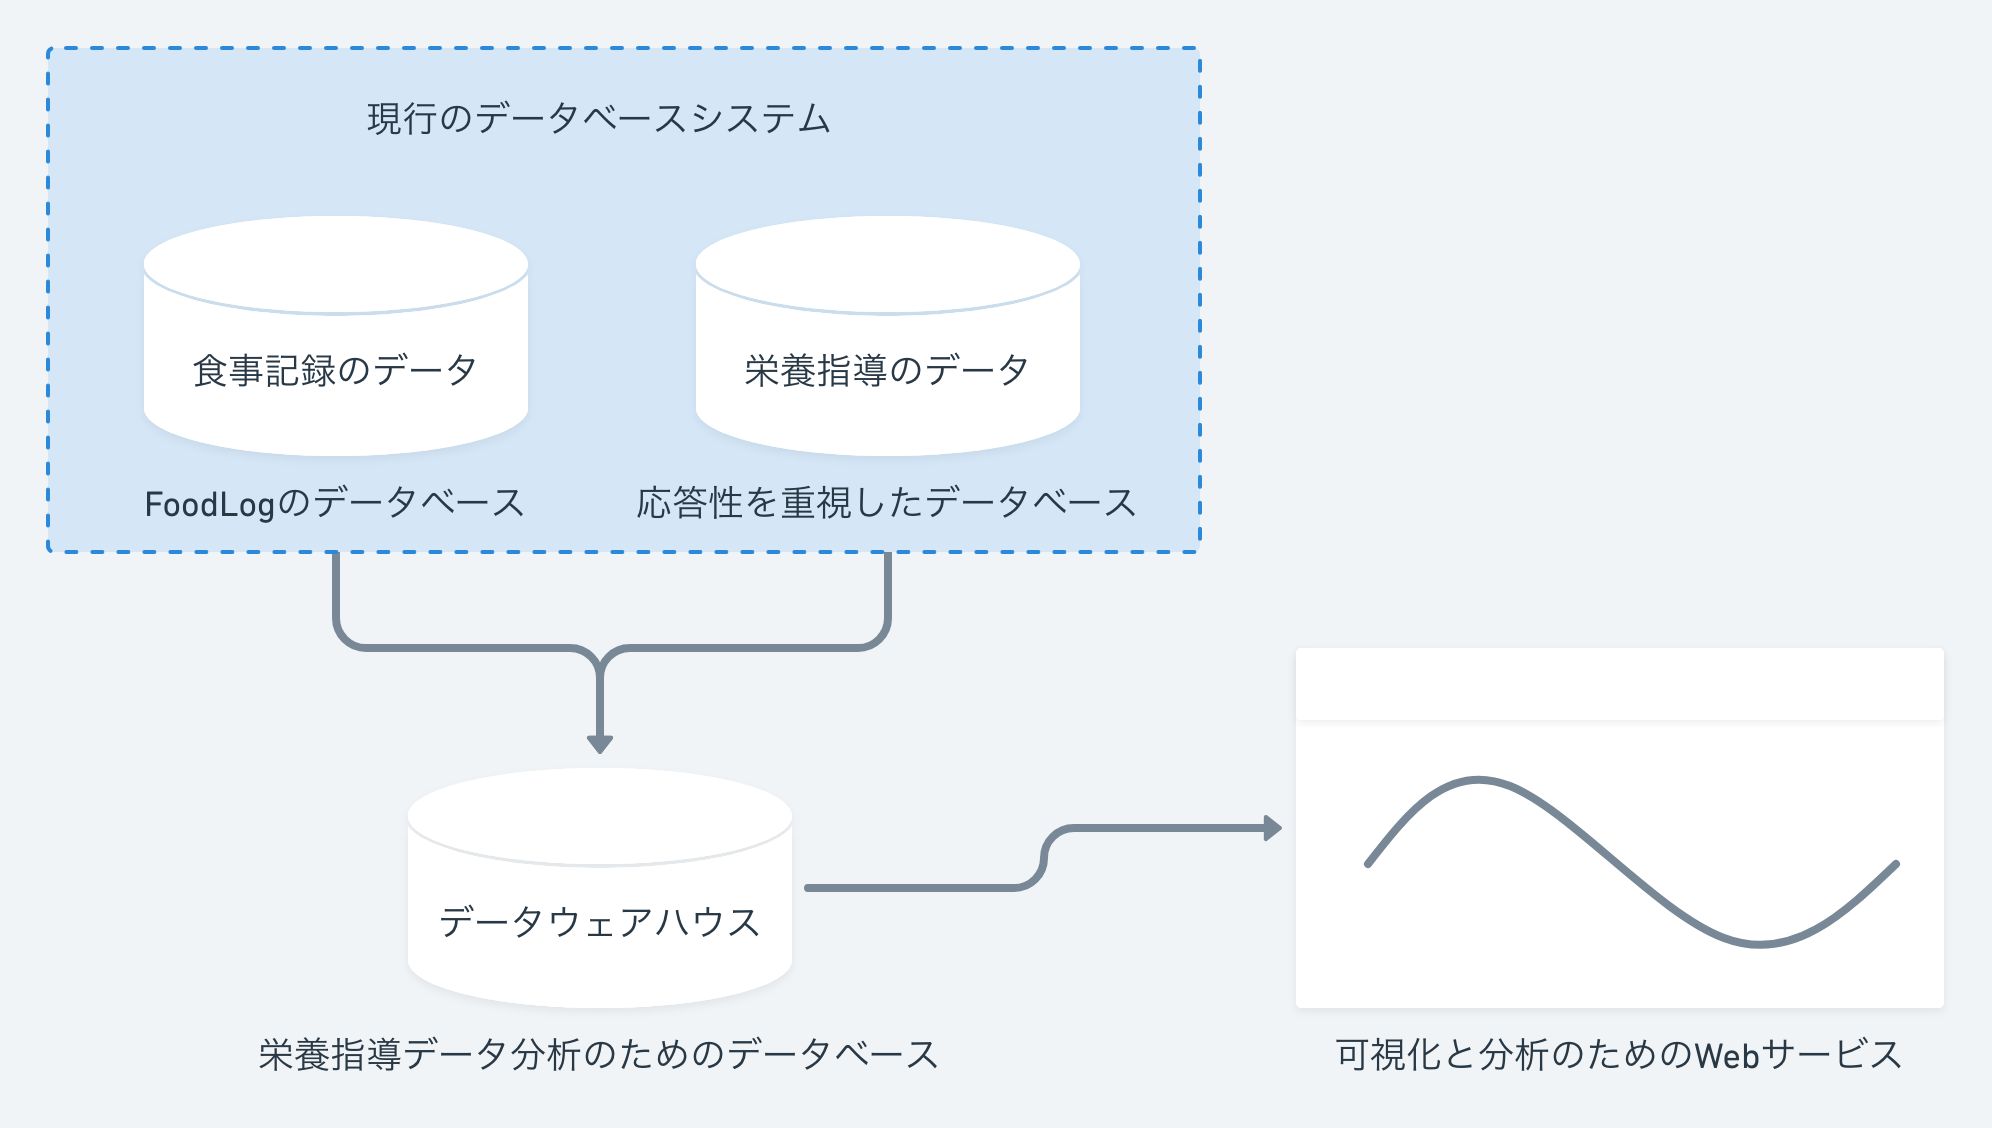 現行のデータベースシステム
食事記録のデータ
栄養指導のデータ
FoodLogのデータベース
応答性を重視したデータベース
データウェアハウス
栄養指導データ分析のためのデータベース
可視化と分析のためのWebサービス